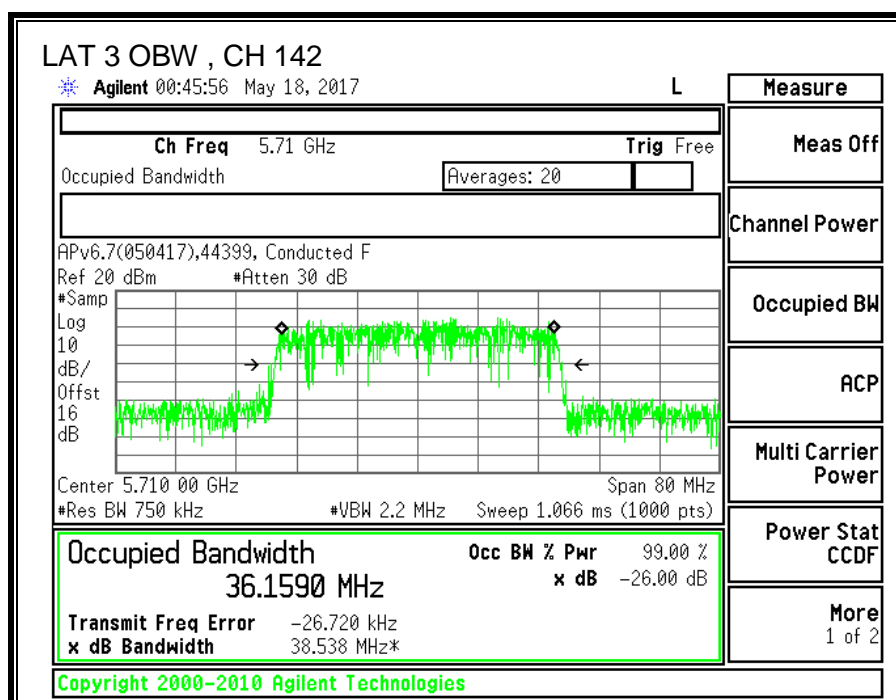 LAT 3 OBW , CH 142
Agilent 00:45:56 May 18, 2017 L
Measure
Ch Freq 5.71 GHz Trig Free
Meas Off
Occupied Bandwidth Averages: 20
Channel Power
APv6.7(050417),44399, Conducted F
Ref 20 dBm #Atten 30 dB
#Samp
Log
10
dB/
Offst
16
dB
Occupied BW
ACP
Multi Carrier
Power
Center 5.710 00 GHz Span 80 MHz
#Res BW 750 kHz #VBW 2.2 MHz Sweep 1.066 ms (1000 pts)
Power Stat
CCDF
Occupied Bandwidth Occ BW % Pwr 99.00 %
36.1590 MHz x dB -26.00 dB
Transmit Freq Error -26.720 kHz
x dB Bandwidth 38.538 MHz*
More
1 of 2
Copyright 2000-2010 Agilent Technologies